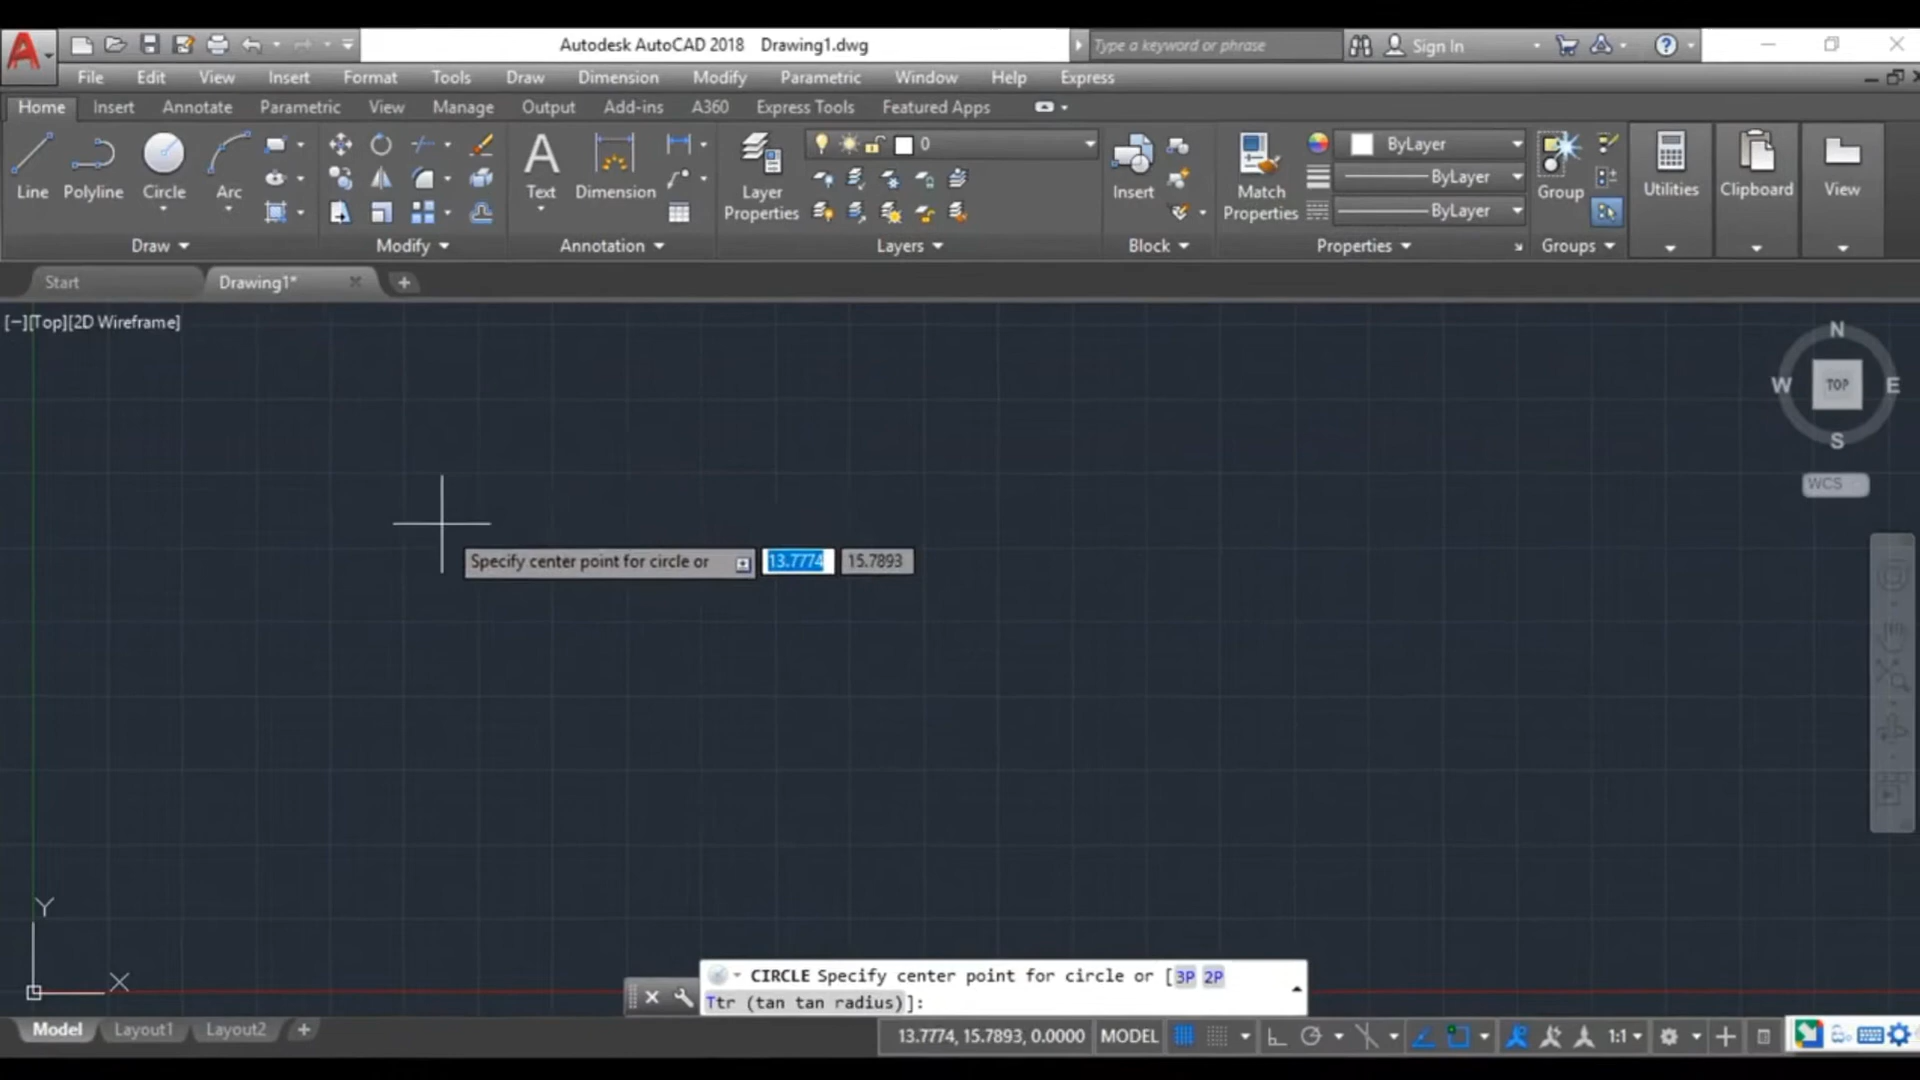 Autodesk AutoCAD 2018 Drawing1.dwg
Type a keyword or phrase
Sign In
File Edit View Insert Format Tools Draw Dimension Modify Parametric Window Help Express
Home Insert Annotate Parametric View Manage Output Add-ins A360 Express Tools Featured Apps
Line Polyline Circle Arc
Text Dimension
Layer Properties
0
Insert
Match Properties
ByLayer
ByLayer
ByLayer
Group
Utilities
Clipboard
View
Draw Modify Annotation Layers Block Properties Groups
Start Drawing1*
[−][Top][2D Wireframe]
N
W TOP E
S
WCS
Specify center point for circle or 13.7774 15.7893
Y
X
CIRCLE Specify center point for circle or [3P 2P
Ttr (tan tan radius)]:
Model Layout1 Layout2
13.7774, 15.7893, 0.0000 MODEL 1:1